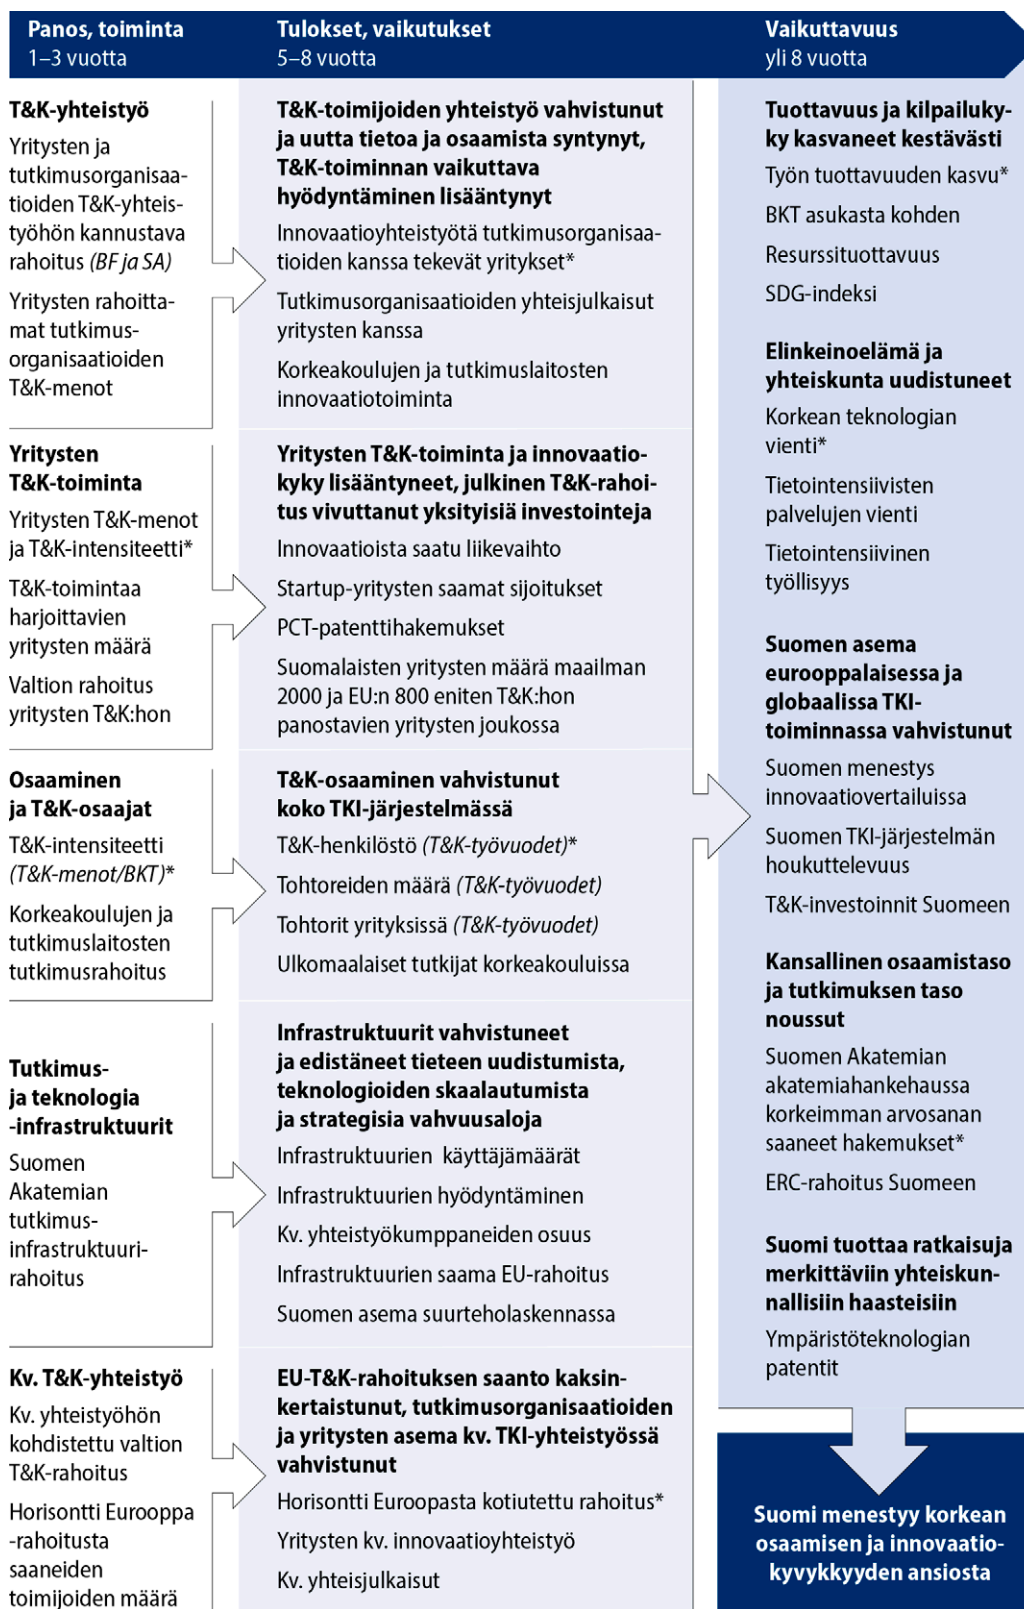 Panos, toiminta
1–3 vuotta
Tulokset, vaikutukset
5–8 vuotta
Vaikuttavuus
yli 8 vuotta
T&K-yhteistyö
Yritysten ja
tutkimusorganisaa-
tioiden T&K-yhteis-
työhön kannustava
rahoitus (BF ja SA)
Yritysten rahoitta-
mat tutkimus-
organisaatioiden
T&K-menot
T&K-toimijoiden yhteistyö vahvistunut
ja uutta tietoa ja osaamista syntynyt,
T&K-toiminnan vaikuttava
hyödyntäminen lisääntynyt
Innovaatioyhteistyötä tutkimusorganisaa-
tioiden kanssa tekevät yritykset*
Tutkimusorganisaatioiden yhteisjulkaisut
yritysten kanssa
Korkeakoulujen ja tutkimuslaitosten
innovaatiotoiminta
Yritysten
T&K-toiminta
Yritysten T&K-menot
ja T&K-intensiteetti*
T&K-toimintaa
harjoittavien
yritysten määrä
Valtion rahoitus
yritysten T&K:hon
Yritysten T&K-toiminta ja innovaatio-
kyky lisääntyneet, julkinen T&K-rahoi-
tus vivuttanut yksityisiä investointeja
Innovaatioista saatu liikevaihto
Startup-yritysten saamat sijoitukset
PCT-patenttihakemukset
Suomalaisten yritysten määrä maailman
2000 ja EU:n 800 eniten T&K:hon
panostavien yritysten joukossa
Osaaminen
ja T&K-osaajat
T&K-intensiteetti
(T&K-menot/BKT)*
Korkeakoulujen ja
tutkimuslaitosten
tutkimusrahoitus
T&K-osaaminen vahvistunut
koko TKI-järjestelmässä
T&K-henkilöstö (T&K-työvuodet)*
Tohtoreiden määrä (T&K-työvuodet)
Tohtorit yrityksissä (T&K-työvuodet)
Ulkomaalaiset tutkijat korkeakouluissa
Tutkimus-
ja teknologia
-infrastruktuurit
Suomen
Akatemian
tutkimus-
infrastruktuuri-
rahoitus
Infrastruktuurit vahvistuneet
ja edistäneet tieteen uudistumista,
teknologioiden skaalautumista
ja strategisia vahvuusaloja
Infrastruktuurien käyttäjämäärät
Infrastruktuurien hyödyntäminen
Kv. yhteistyökumppaneiden osuus
Infrastruktuurien saama EU-rahoitus
Suomen asema suurteholaskennassa
Kv. T&K-yhteistyö
Kv. yhteistyöhön
kohdistettu valtion
T&K-rahoitus
Horisontti Eurooppa
-rahoitusta
saaneiden
toimijoiden määrä
EU-T&K-rahoituksen saanto kaksin-
kertaistunut, tutkimusorganisaatioiden
ja yritysten asema kv. TKI-yhteistyössä
vahvistunut
Horisontti Euroopasta kotiutettu rahoitus*
Yritysten kv. innovaatioyhteistyö
Kv. yhteisjulkaisut
Tuottavuus ja kilpailuky-
ky kasvaneet kestävästi
Työn tuottavuuden kasvu*
BKT asukasta kohden
Resurssituottavuus
SDG-indeksi
Elinkeinoelämä ja
yhteiskunta uudistuneet
Korkean teknologian
vienti*
Tietointensiivisten
palvelujen vienti
Tietointensiivinen
työllisyys
Suomen asema
eurooppalaisessa ja
globaalissa TKI-
toiminnassa vahvistunut
Suomen menestys
innovaatiovertailuissa
Suomen TKI-järjestelmän
houkuttelevuus
T&K-investoinnit Suomeen
Kansallinen osaamistaso
ja tutkimuksen taso
noussut
Suomen Akatemian
akatemiahankehaussa
korkeimman arvosanan
saaneet hakemukset*
ERC-rahoitus Suomeen
Suomi tuottaa ratkaisuja
merkittäviin yhteiskun-
nallisiin haasteisiin
Ympäristöteknologian
patentit
Suomi menestyy korkean
osaamisen ja innovaatio-
kyvykkyyden ansiosta